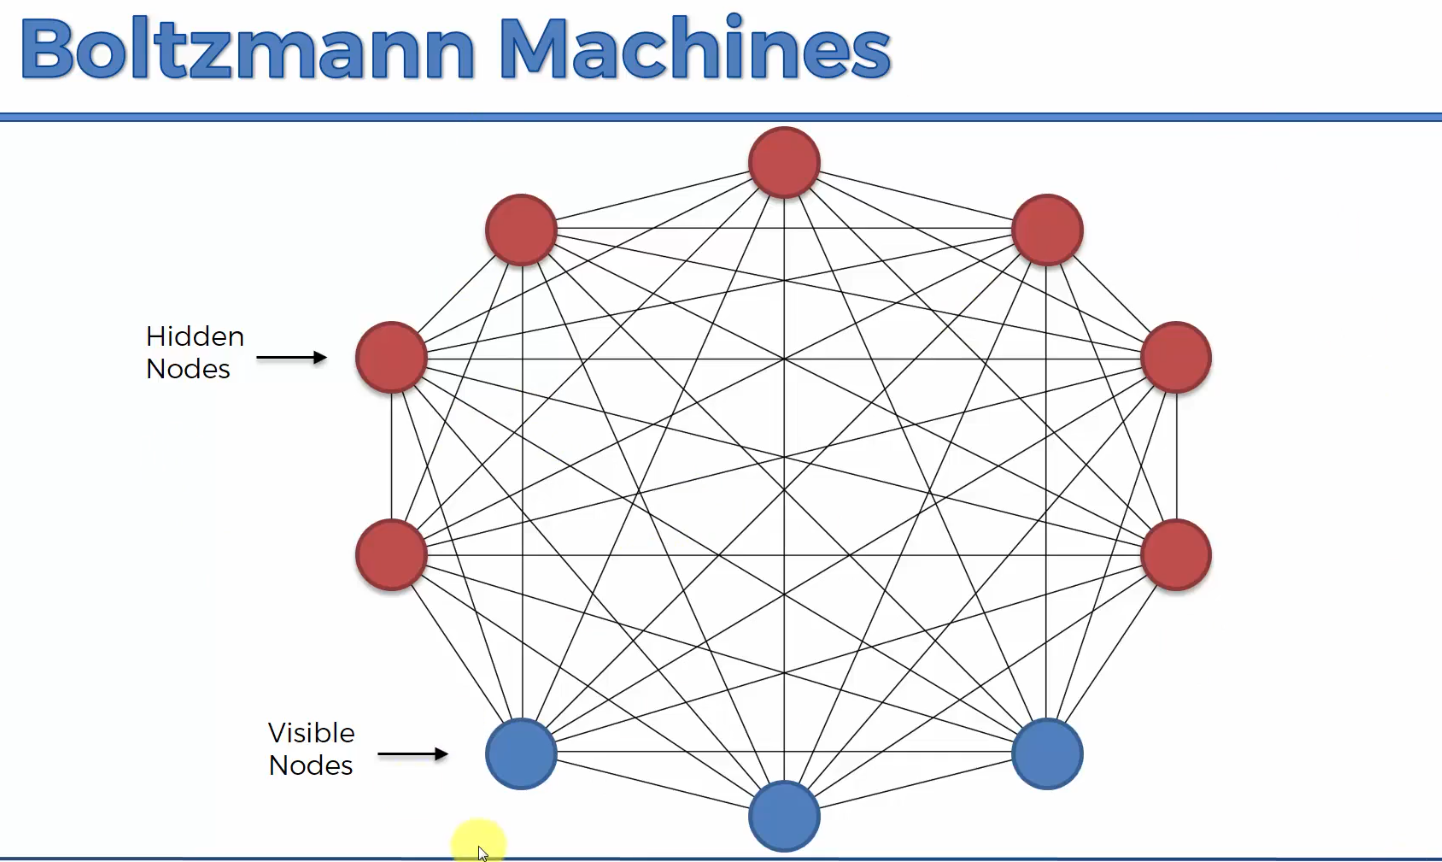 Boltzmann Machines
Hidden
Nodes
Visible
Nodes